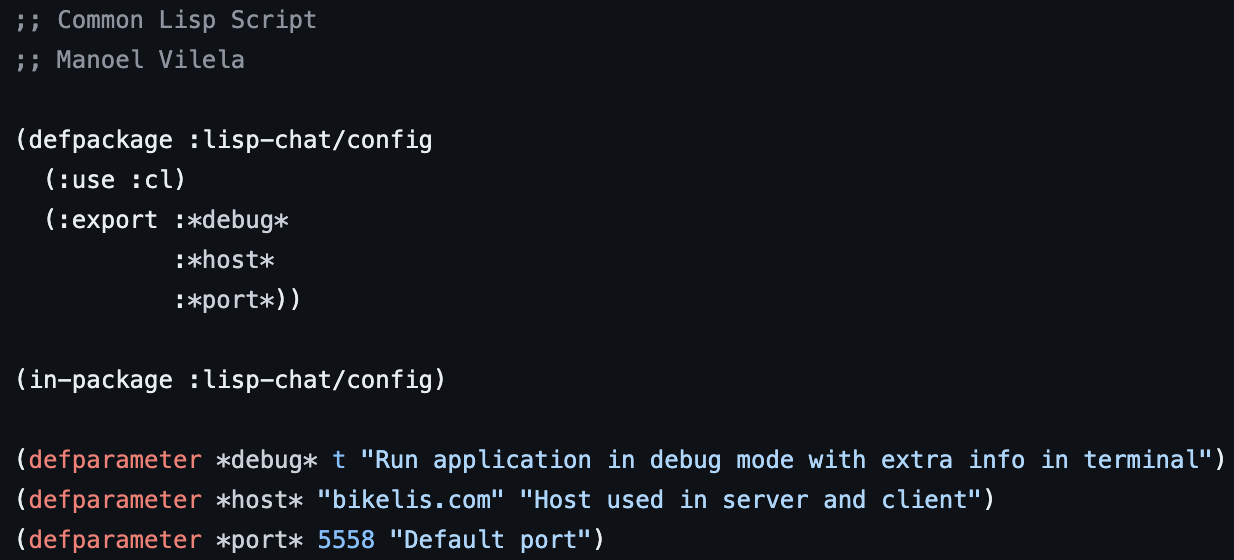 ;; Common Lisp Script
;; Manoel Vilela
(defpackage :lisp-chat/config
(:use :cl)
(:export :*debug*
:*host*
:*port*))
(in-package :lisp-chat/config)
(defparameter *debug* t "Run application in debug mode with extra info in terminal")
(defparameter *host* "bikelis.com" "Host used in server and client")
(defparameter *port* 5558 "Default port")